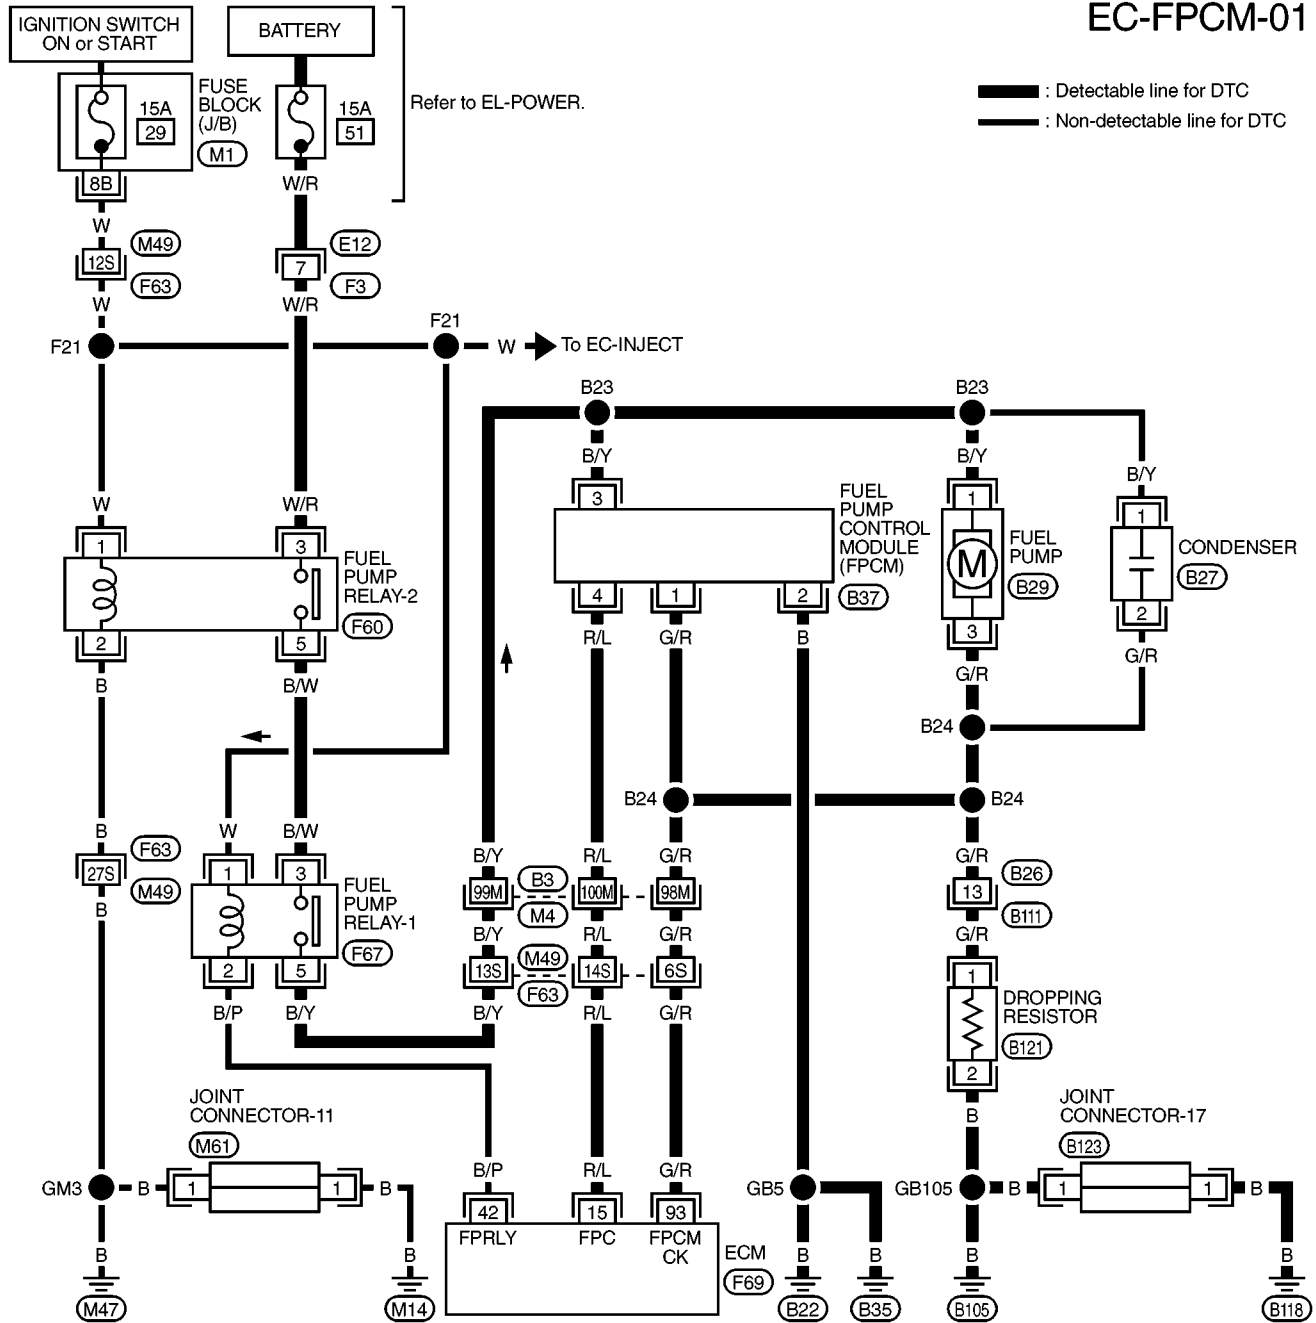 EC-FPCM-01
IGNITION SWITCH
ON or START
BATTERY
: Detectable line for DTC
: Non-detectable line for DTC
Refer to EL-POWER.
15A
29
FUSE
BLOCK
(J/B)
M1
15A
51
8B
W/R
W
M49
12S
F63
E12
7
F3
W
W/R
F21
F21
W
To EC-INJECT
B23
B23
B/Y
B/Y
B/Y
W
W/R
1
3
FUEL
PUMP
RELAY-2
F60
2
5
B
B/W
3
FUEL
PUMP
CONTROL
MODULE
(FPCM)
B37
4
1
2
R/L
G/R
B
1
M
FUEL
PUMP
B29
3
G/R
1
CONDENSER
B27
2
G/R
B24
B24
B24
B
F63
27S
M49
B
W
B/W
1
3
FUEL
PUMP
RELAY-1
F67
2
5
B/P
B/Y
B/Y
R/L
G/R
99M
B3
M4
100M
98M
B/Y
R/L
G/R
13S
M49
F63
14S
6S
B/Y
R/L
G/R
G/R
B26
13
B111
G/R
1
DROPPING
RESISTOR
B121
2
B
JOINT
CONNECTOR-11
M61
GM3
B
1
1
B
B
B
M47
M14
B/P
R/L
G/R
42
15
93
FPRLY
FPC
FPCM
CK
ECM
F69
GB5
B
B
B22
B35
JOINT
CONNECTOR-17
B123
GB105
B
1
1
B
B
B
B105
B118